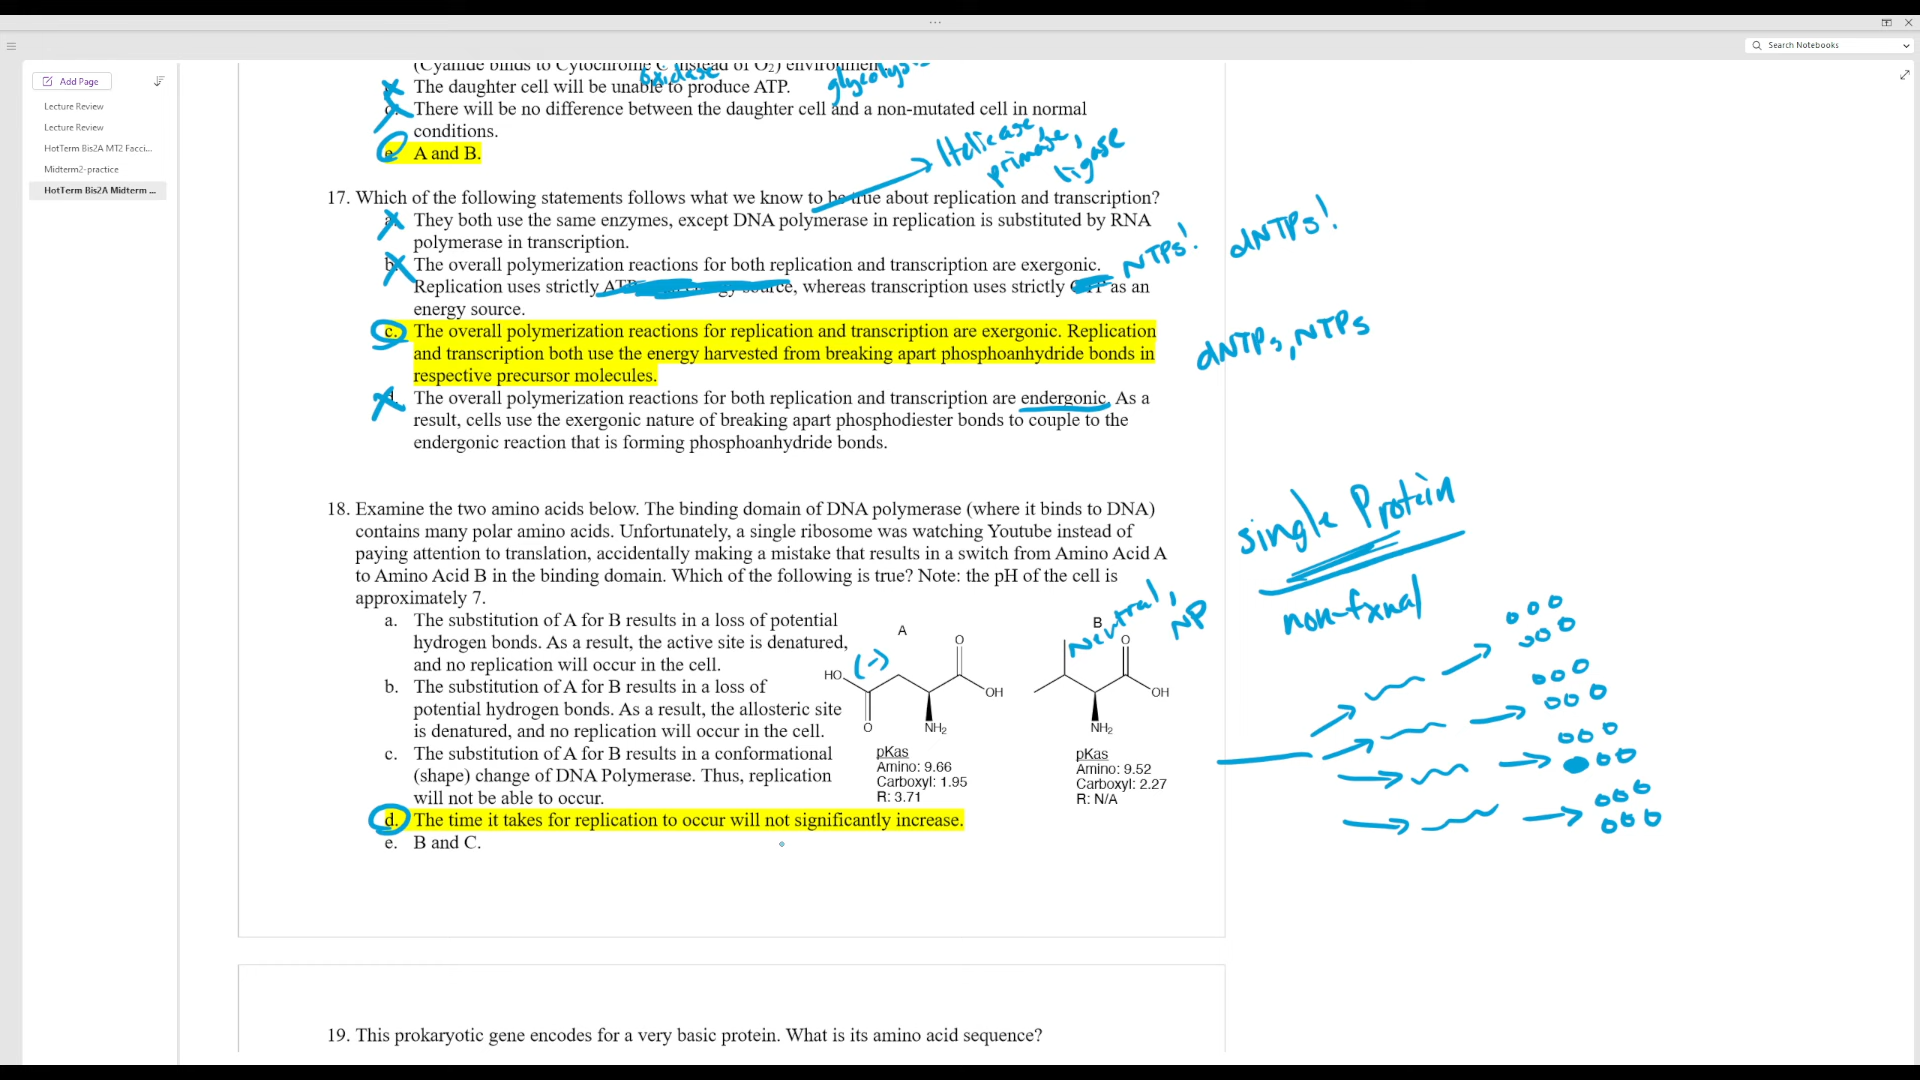 ...
Search Notebooks
Add Page
Lecture Review
Lecture Review
HotTerm Bis2A MT2 Facci...
Midterm2-practice
HotTerm Bis2A Midterm ...
(Cyanide binds to Cytochrome C instead of O2) environment.
oxidase
glycolysis
The daughter cell will be unable to produce ATP.
There will be no difference between the daughter cell and a non-mutated cell in normal
conditions.
e. A and B.
Helicase,
primase,
ligase
17. Which of the following statements follows what we know to be true about replication and transcription?
a. They both use the same enzymes, except DNA polymerase in replication is substituted by RNA
polymerase in transcription.
b. The overall polymerization reactions for both replication and transcription are exergonic.
Replication uses strictly ATP energy source, whereas transcription uses strictly as an
energy source.
NTPs!
dNTPs!
c. The overall polymerization reactions for replication and transcription are exergonic. Replication
and transcription both use the energy harvested from breaking apart phosphoanhydride bonds in
respective precursor molecules.
dNTPs, NTPs
d. The overall polymerization reactions for both replication and transcription are endergonic. As a
result, cells use the exergonic nature of breaking apart phosphodiester bonds to couple to the
endergonic reaction that is forming phosphoanhydride bonds.
18. Examine the two amino acids below. The binding domain of DNA polymerase (where it binds to DNA)
contains many polar amino acids. Unfortunately, a single ribosome was watching Youtube instead of
paying attention to translation, accidentally making a mistake that results in a switch from Amino Acid A
to Amino Acid B in the binding domain. Which of the following is true? Note: the pH of the cell is
approximately 7.
single Protein
non-fxnal
a. The substitution of A for B results in a loss of potential
hydrogen bonds. As a result, the active site is denatured,
and no replication will occur in the cell.
b. The substitution of A for B results in a loss of
potential hydrogen bonds. As a result, the allosteric site
is denatured, and no replication will occur in the cell.
c. The substitution of A for B results in a conformational
(shape) change of DNA Polymerase. Thus, replication
will not be able to occur.
d. The time it takes for replication to occur will not significantly increase.
e. B and C.
A
(-)
HO
O
O
OH
NH2
pKas
Amino: 9.66
Carboxyl: 1.95
R: 3.71
B
Neutral,
NP
O
OH
NH2
pKas
Amino: 9.52
Carboxyl: 2.27
R: N/A
19. This prokaryotic gene encodes for a very basic protein. What is its amino acid sequence?